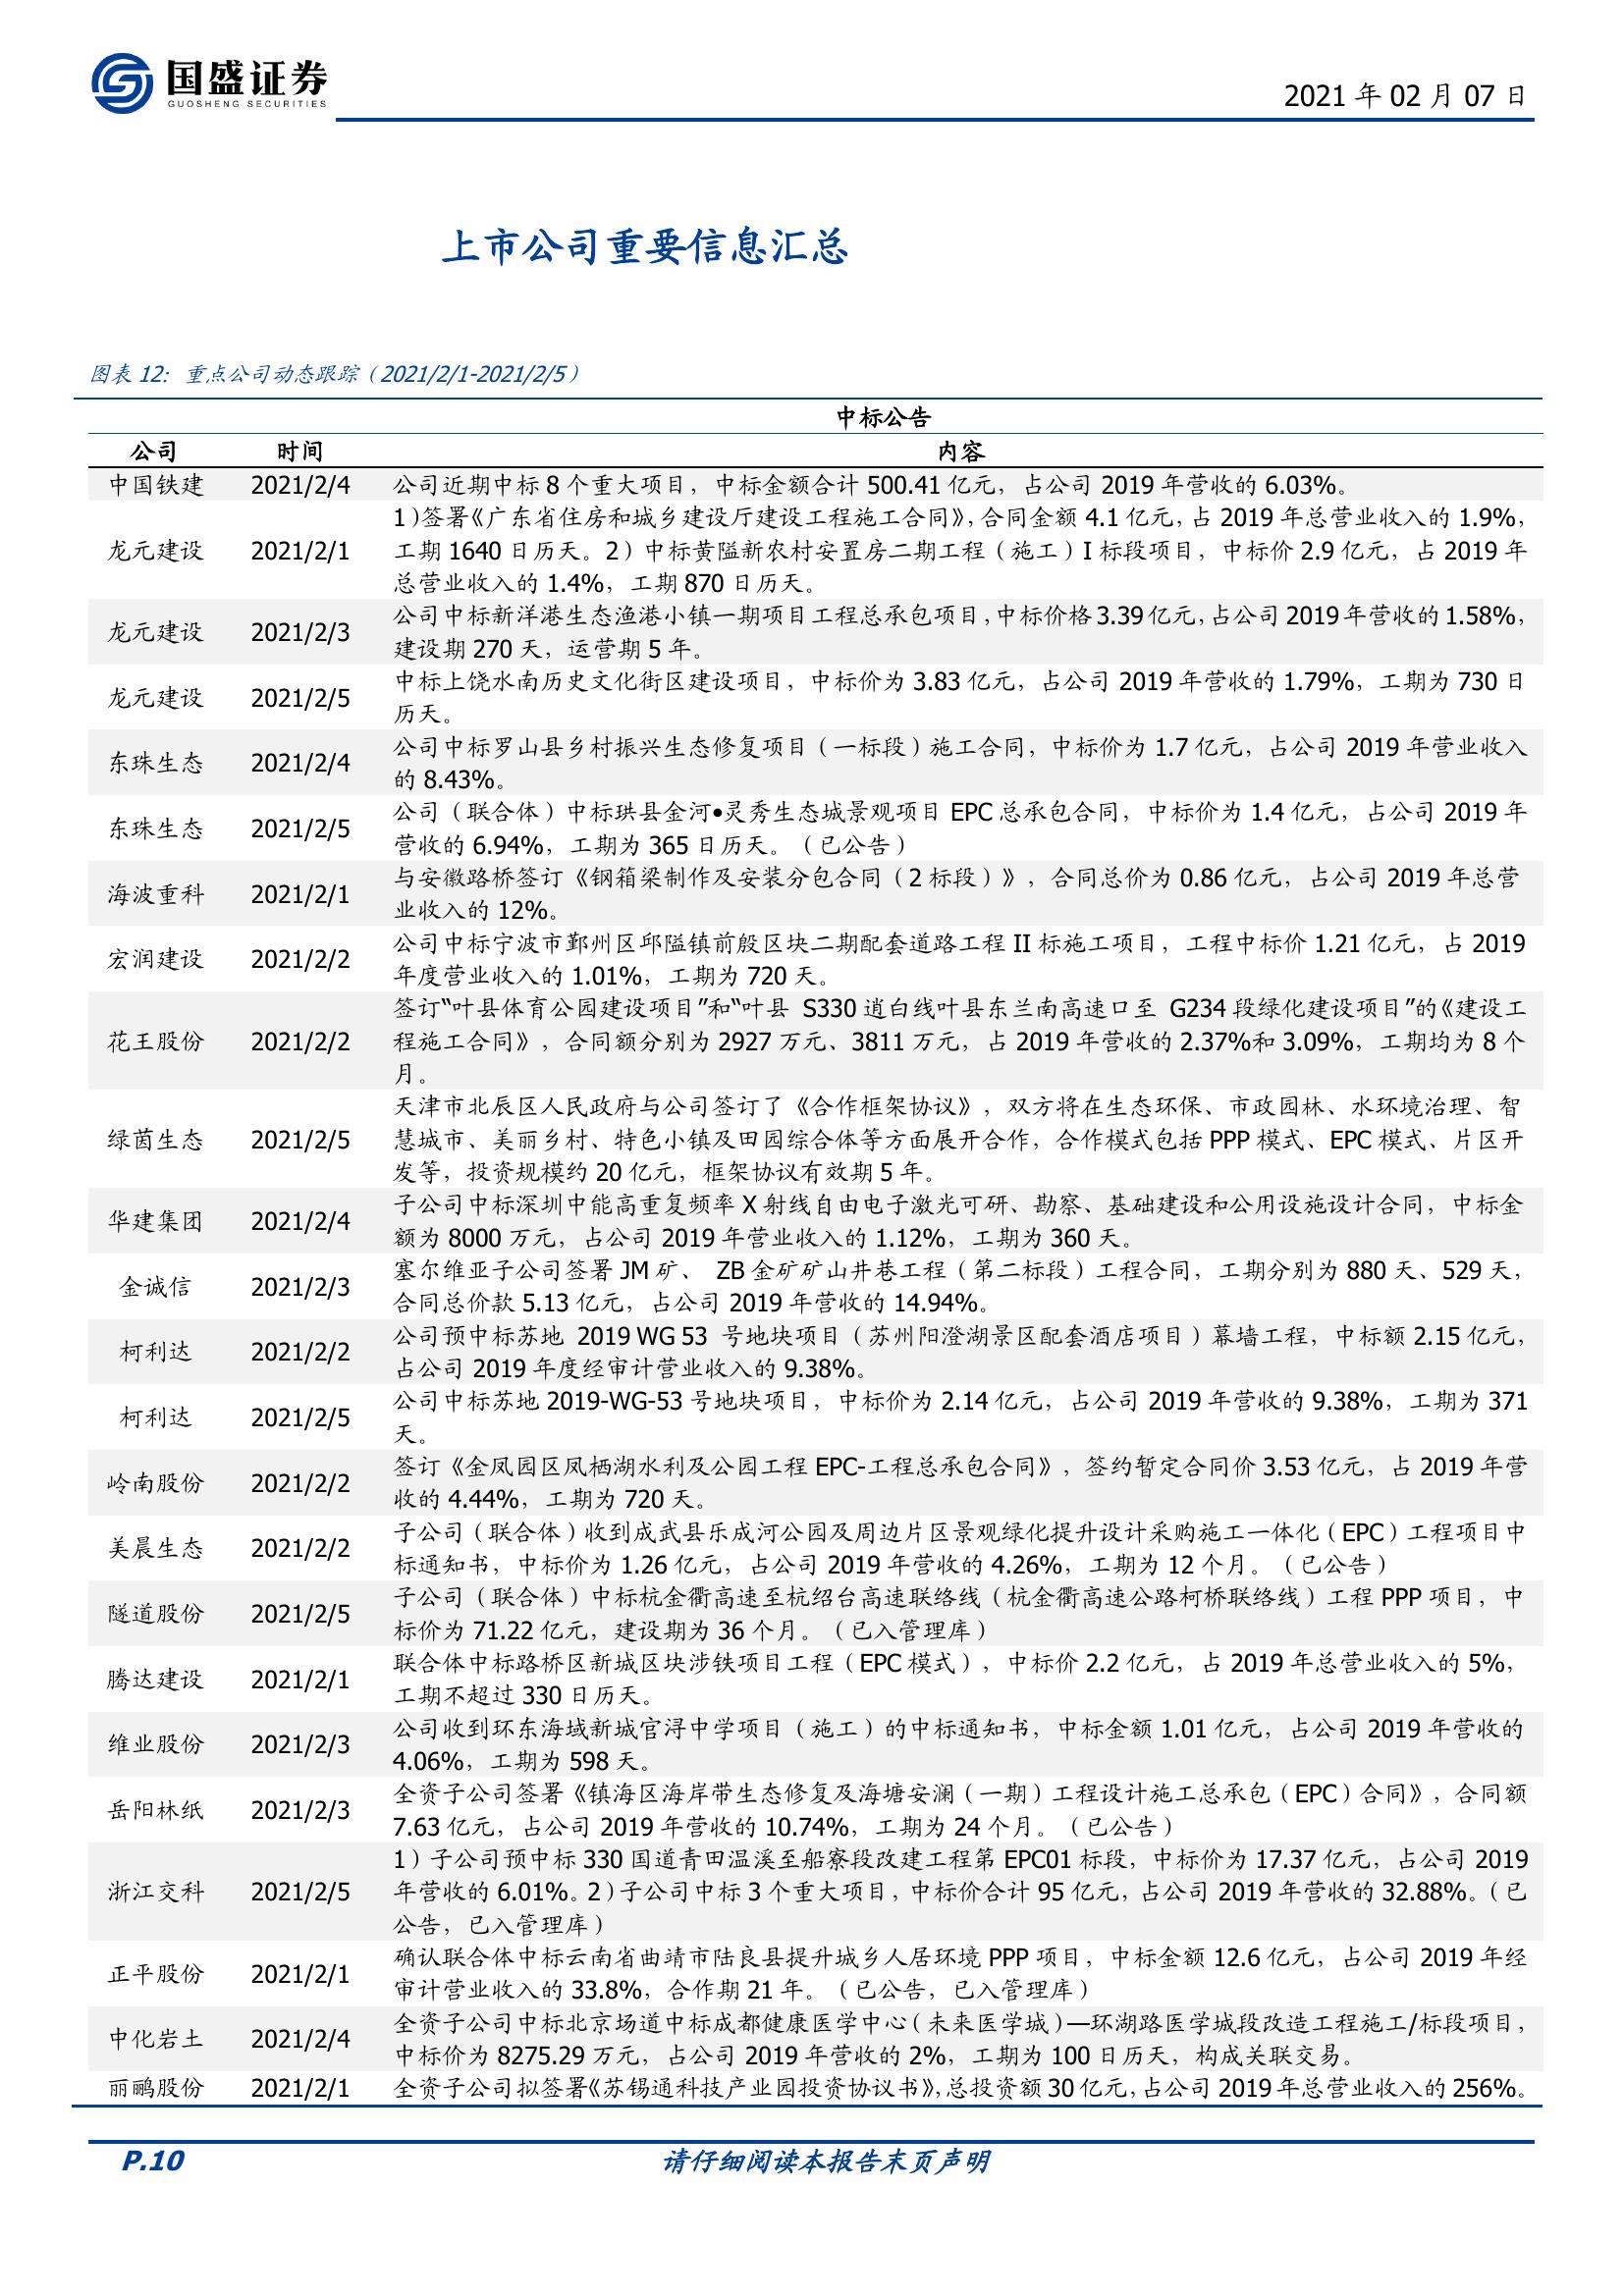 国盛证券
GUOSHENG SECURITIES
2021 年 02 月 07 日
上市公司重要信息汇总
图表 12：重点公司动态跟踪（2021/2/1-2021/2/5）
中标公告
公司 时间 内容
中国铁建 2021/2/4 公司近期中标 8 个重大项目，中标金额合计 500.41 亿元，占公司 2019 年营收的 6.03%。
1）签署《广东省住房和城乡建设厅建设工程施工合同》，合同金额 4.1 亿元，占 2019 年总营业收入的 1.9%，
龙元建设 2021/2/1 工期 1640 日历天。2）中标黄隘新农村安置房二期工程（施工）I 标段项目，中标价 2.9 亿元，占 2019 年
总营业收入的 1.4%，工期 870 日历天。
龙元建设 2021/2/3 公司中标新洋港生态渔港小镇一期项目工程总承包项目，中标价格 3.39 亿元，占公司 2019 年营收的 1.58%，
建设期 270 天，运营期 5 年。
龙元建设 2021/2/5 中标上饶水南历史文化街区建设项目，中标价为 3.83 亿元，占公司 2019 年营收的 1.79%，工期为 730 日
历天。
东珠生态 2021/2/4 公司中标罗山县乡村振兴生态修复项目（一标段）施工合同，中标价为 1.7 亿元，占公司 2019 年营业收入
的 8.43%。
东珠生态 2021/2/5 公司（联合体）中标珙县金河•灵秀生态城景观项目 EPC 总承包合同，中标价为 1.4 亿元，占公司 2019 年
营收的 6.94%，工期为 365 日历天。（已公告）
海波重科 2021/2/1 与安徽路桥签订《钢箱梁制作及安装分包合同（2 标段）》，合同总价为 0.86 亿元，占公司 2019 年总营
业收入的 12%。
宏润建设 2021/2/2 公司中标宁波市鄞州区邱隘镇前殷区块二期配套道路工程 II 标施工项目，工程中标价 1.21 亿元，占 2019
年度营业收入的 1.01%，工期为 720 天。
签订“叶县体育公园建设项目”和“叶县 S330 逍白线叶县东兰南高速口至 G234 段绿化建设项目”的《建设工
花王股份 2021/2/2 程施工合同》，合同额分别为 2927 万元、3811 万元，占 2019 年营收的 2.37%和 3.09%，工期均为 8 个
月。
天津市北辰区人民政府与公司签订了《合作框架协议》，双方将在生态环保、市政园林、水环境治理、智
绿茵生态 2021/2/5 慧城市、美丽乡村、特色小镇及田园综合体等方面展开合作，合作模式包括 PPP 模式、EPC 模式、片区开
发等，投资规模约 20 亿元，框架协议有效期 5 年。
华建集团 2021/2/4 子公司中标深圳中能高重复频率 X 射线自由电子激光可研、勘察、基础建设和公用设施设计合同，中标金
额为 8000 万元，占公司 2019 年营业收入的 1.12%，工期为 360 天。
金诚信 2021/2/3 塞尔维亚子公司签署 JM 矿、 ZB 金矿矿山井巷工程（第二标段）工程合同，工期分别为 880 天、529 天，
合同总价款 5.13 亿元，占公司 2019 年营收的 14.94%。
柯利达 2021/2/2 公司预中标苏地 2019 WG 53 号地块项目（苏州阳澄湖景区配套酒店项目）幕墙工程，中标额 2.15 亿元，
占公司 2019 年度经审计营业收入的 9.38%。
柯利达 2021/2/5 公司中标苏地 2019-WG-53 号地块项目，中标价为 2.14 亿元，占公司 2019 年营收的 9.38%，工期为 371
天。
岭南股份 2021/2/2 签订《金凤园区凤栖湖水利及公园工程 EPC-工程总承包合同》，签约暂定合同价 3.53 亿元，占 2019 年营
收的 4.44%，工期为 720 天。
美晨生态 2021/2/2 子公司（联合体）收到成武县乐成河公园及周边片区景观绿化提升设计采购施工一体化（EPC）工程项目中
标通知书，中标价为 1.26 亿元，占公司 2019 年营收的 4.26%，工期为 12 个月。（已公告）
隧道股份 2021/2/5 子公司（联合体）中标杭金衢高速至杭绍台高速联络线（杭金衢高速公路柯桥联络线）工程 PPP 项目，中
标价为 71.22 亿元，建设期为 36 个月。（已入管理库）
腾达建设 2021/2/1 联合体中标路桥区新城区块涉铁项目工程（EPC 模式），中标价 2.2 亿元，占 2019 年总营业收入的 5%，
工期不超过 330 日历天。
维业股份 2021/2/3 公司收到环东海域新城官浔中学项目（施工）的中标通知书，中标金额 1.01 亿元，占公司 2019 年营收的
4.06%，工期为 598 天。
岳阳林纸 2021/2/3 全资子公司签署《镇海区海岸带生态修复及海塘安澜（一期）工程设计施工总承包（EPC）合同》，合同额
7.63 亿元，占公司 2019 年营收的 10.74%，工期为 24 个月。（已公告）
1）子公司预中标 330 国道青田温溪至船寮段改建工程第 EPC01 标段，中标价为 17.37 亿元，占公司 2019
浙江交科 2021/2/5 年营收的 6.01%。2）子公司中标 3 个重大项目，中标价合计 95 亿元，占公司 2019 年营收的 32.88%。（已
公告，已入管理库）
正平股份 2021/2/1 确认联合体中标云南省曲靖市陆良县提升城乡人居环境 PPP 项目，中标金额 12.6 亿元，占公司 2019 年经
审计营业收入的 33.8%，合作期 21 年。（已公告，已入管理库）
中化岩土 2021/2/4 全资子公司中标北京场道中标成都健康医学中心（未来医学城）—环湖路医学城段改造工程施工/标段项目，
中标价为 8275.29 万元，占公司 2019 年营收的 2%，工期为 100 日历天，构成关联交易。
丽鹏股份 2021/2/1 全资子公司拟签署《苏锡通科技产业园投资协议书》，总投资额 30 亿元，占公司 2019 年总营业收入的 256%。
P.10 请仔细阅读本报告末页声明